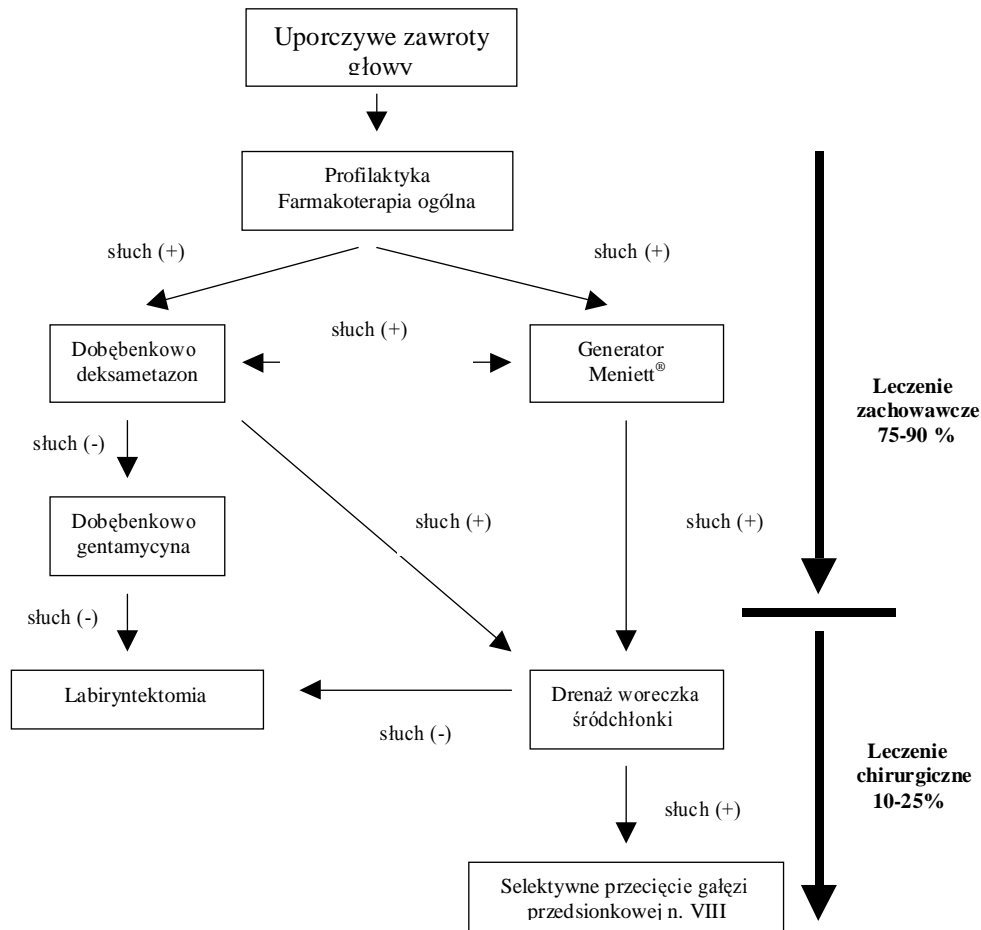 Uporczywe zawroty
głowy
Profilaktyka
Farmakoterapia ogólna
słuch (+)
słuch (+)
słuch (+)
Dobębenkowo
deksametazon
Generator
Meniett®
Leczenie
zachowawcze
75-90 %
słuch (-)
słuch (+)
słuch (+)
Dobębenkowo
gentamycyna
słuch (-)
Labiryntektomia
Drenaż woreczka
śródchłonki
słuch (-)
Leczenie
chirurgiczne
10-25%
słuch (+)
Selektywne przecięcie gałęzi
przedsionkowej n. VIII